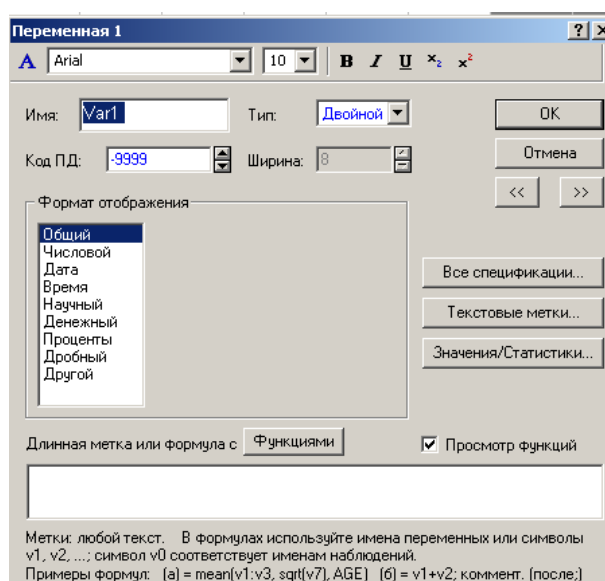 Переменная 1
A Arial 10 B I U x₂ x²
Имя: Var1 Тип: Двойной OK
Код ПД: -9999 Ширина: 8 Отмена
<< >>
Формат отображения
Общий
Числовой
Дата
Время
Научный
Денежный
Проценты
Дробный
Другой
Все спецификации...
Текстовые метки...
Значения/Статистики...
Длинная метка или формула с Функциями Просмотр функций
Метки: любой текст. В формулах используйте имена переменных или символы
v1, v2, ...; символ v0 соответствует именам наблюдений.
Примеры формул: (а) = mean(v1:v3, sqrt(v7), AGE) (б) = v1+v2; коммент. (после;)